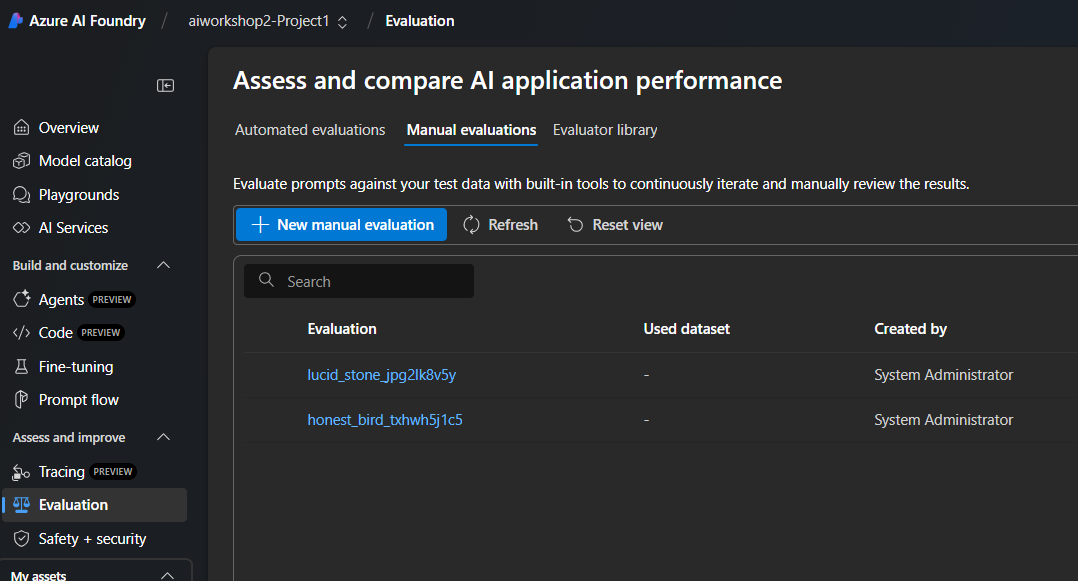 Azure AI Foundry / aiworkshop2-Project1 / Evaluation
Overview
Model catalog
Playgrounds
AI Services
Build and customize
Agents PREVIEW
Code PREVIEW
Fine-tuning
Prompt flow
Assess and improve
Tracing PREVIEW
Evaluation
Safety + security
My assets
Assess and compare AI application performance
Automated evaluations Manual evaluations Evaluator library
Evaluate prompts against your test data with built-in tools to continuously iterate and manually review the results.
New manual evaluation Refresh Reset view
Search
Evaluation Used dataset Created by
lucid_stone_jpg2lk8v5y - System Administrator
honest_bird_txhwh5j1c5 - System Administrator